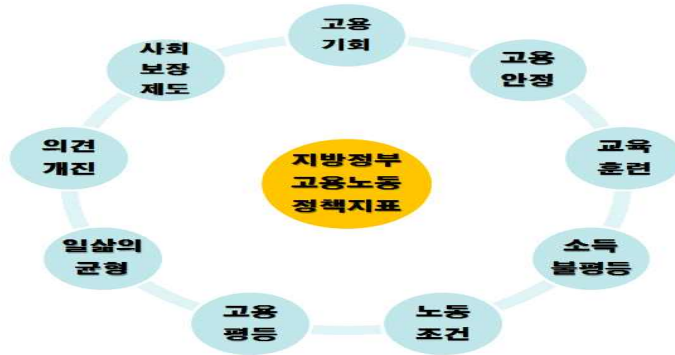 고용
기회
고용
안정
교육
훈련
소득
불평등
노동
조건
고용
평등
일삶의
균형
의견
개진
사회
보장
제도
지방정부
고용노동
정책지표